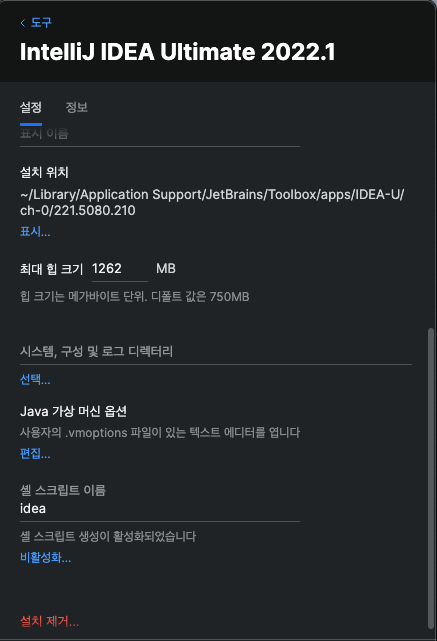 도구
IntelliJ IDEA Ultimate 2022.1
설정 정보
표시 이름
설치 위치
~/Library/Application Support/JetBrains/Toolbox/apps/IDEA-U/
ch-0/221.5080.210
표시...
최대 힙 크기 1262 MB
힙 크기는 메가바이트 단위. 디폴트 값은 750MB
시스템, 구성 및 로그 디렉터리
선택...
Java 가상 머신 옵션
사용자의 .vmoptions 파일이 있는 텍스트 에디터를 엽니다
편집...
셸 스크립트 이름
idea
셸 스크립트 생성이 활성화되었습니다
비활성화...
설치 제거...